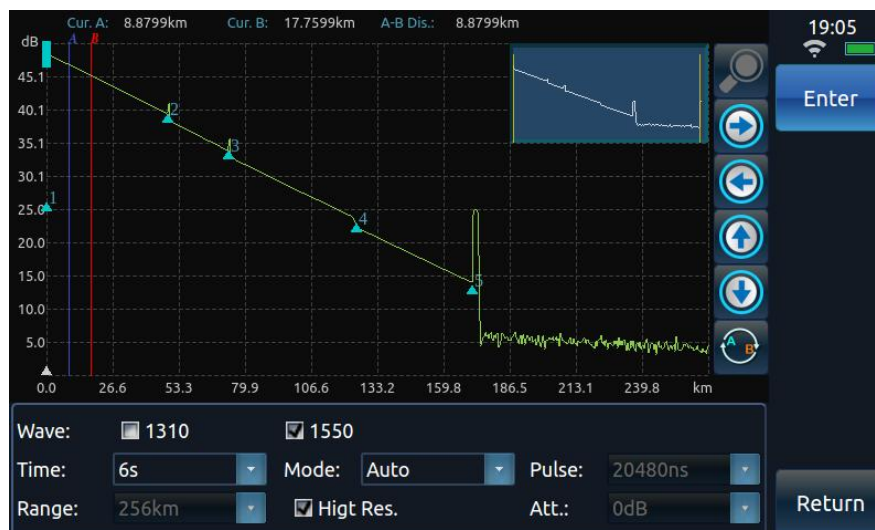 Cur. A: 8.8799km Cur. B: 17.7599km A-B Dis.: 8.8799km
19:05
dB A B
45.1
40.1
35.1
30.1
25.0
20.0
15.0
10.0
5.0
1
2
3
4
5
0.0 26.6 53.3 79.9 106.6 133.2 159.8 186.5 213.1 239.8 km
A B
Enter
Wave: 1310 1550
Time: 6s Mode: Auto Pulse: 20480ns
Range: 256km Higt Res. Att.: 0dB
Return